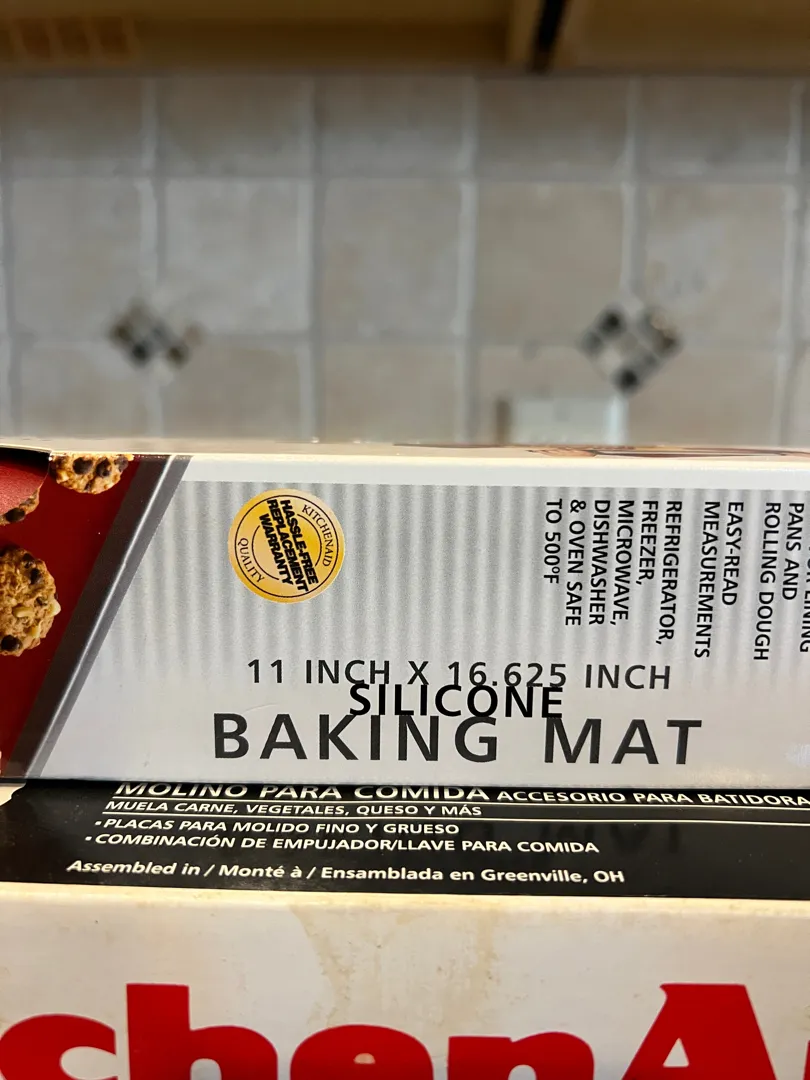 KITCHENAID
HASSLE-FREE
REPLACEMENT
WARRANTY
QUALITY
PANS AND
ROLLING DOUGH
EASY-READ
MEASUREMENTS
REFRIGERATOR,
FREEZER,
MICROWAVE,
DISHWASHER
& OVEN SAFE
TO 500ºF
11 INCH X 16.625 INCH
SILICONE
BAKING MAT
MOLINO PARA COMIDA ACCESORIO PARA BATIDORA
MUELA CARNE, VEGETALES, QUESO Y MÁS
▪PLACAS PARA MOLIDO FINO Y GRUESO
▪COMBINACIÓN DE EMPUJADOR/LLAVE PARA COMIDA
Assembled in / Monté à / Ensamblada en Greenville, OH
chenA